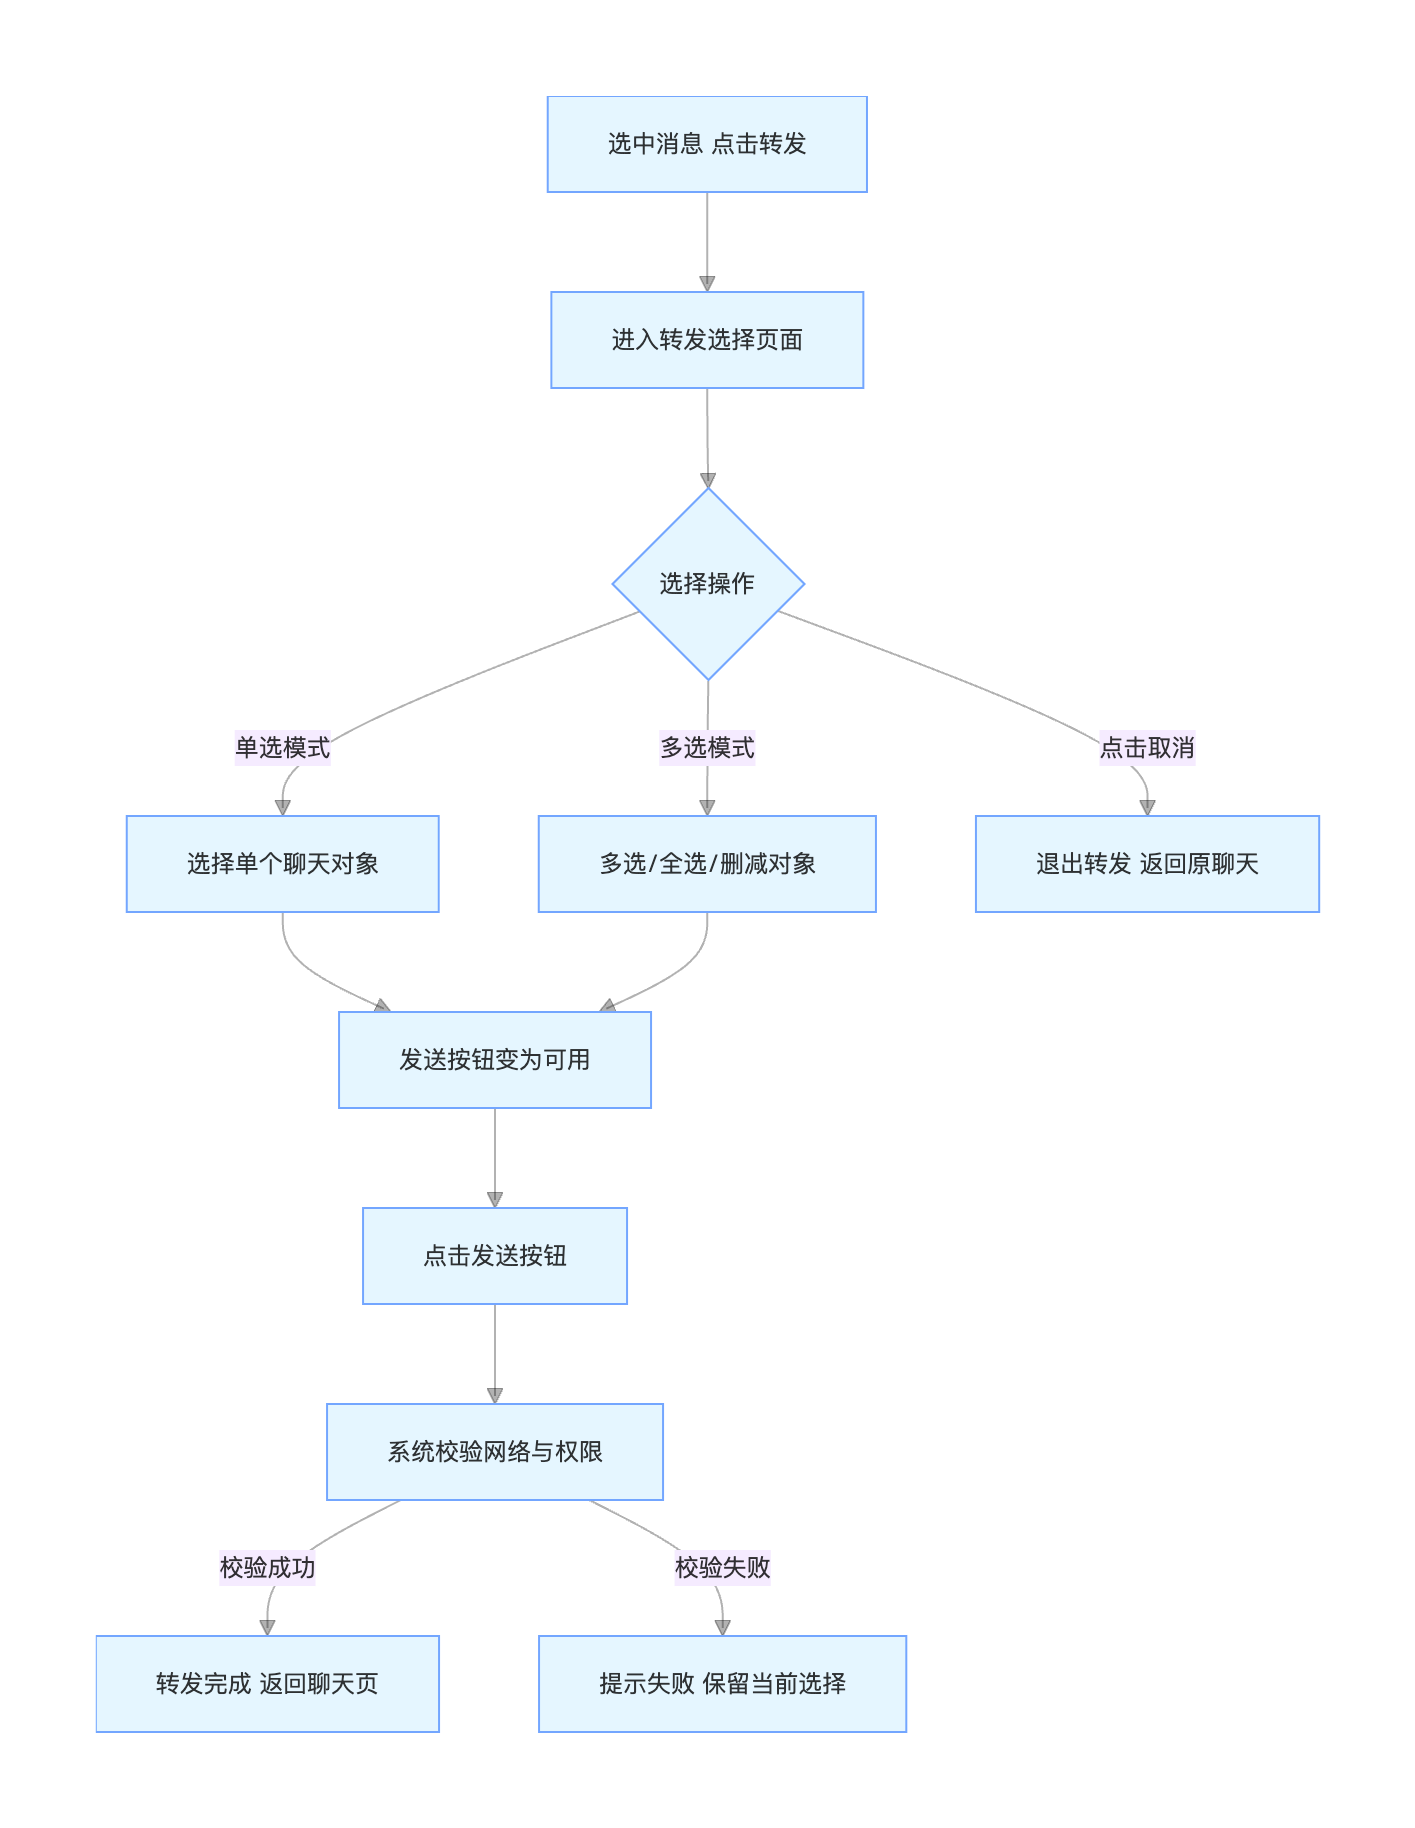 选中消息 点击转发
进入转发选择页面
选择操作
单选模式
多选模式
点击取消
选择单个聊天对象
多选/全选/删减对象
退出转发 返回原聊天
发送按钮变为可用
点击发送按钮
系统校验网络与权限
校验成功
校验失败
转发完成 返回聊天页
提示失败 保留当前选择